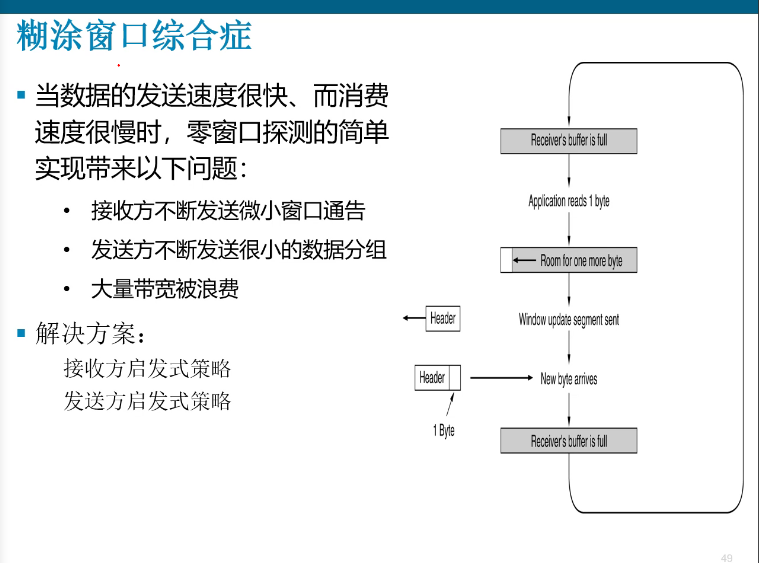 糊涂窗口综合症
▪ 当数据的发送速度很快、而消费
速度很慢时，零窗口探测的简单
实现带来以下问题：
• 接收方不断发送微小窗口通告
• 发送方不断发送很小的数据分组
• 大量带宽被浪费
▪ 解决方案：
接收方启发式策略
发送方启发式策略
Receiver's buffer is full
Application reads 1 byte
Room for one more byte
Header
Window update segment sent
Header
New byte arrives
1 Byte
Receiver's buffer is full
49